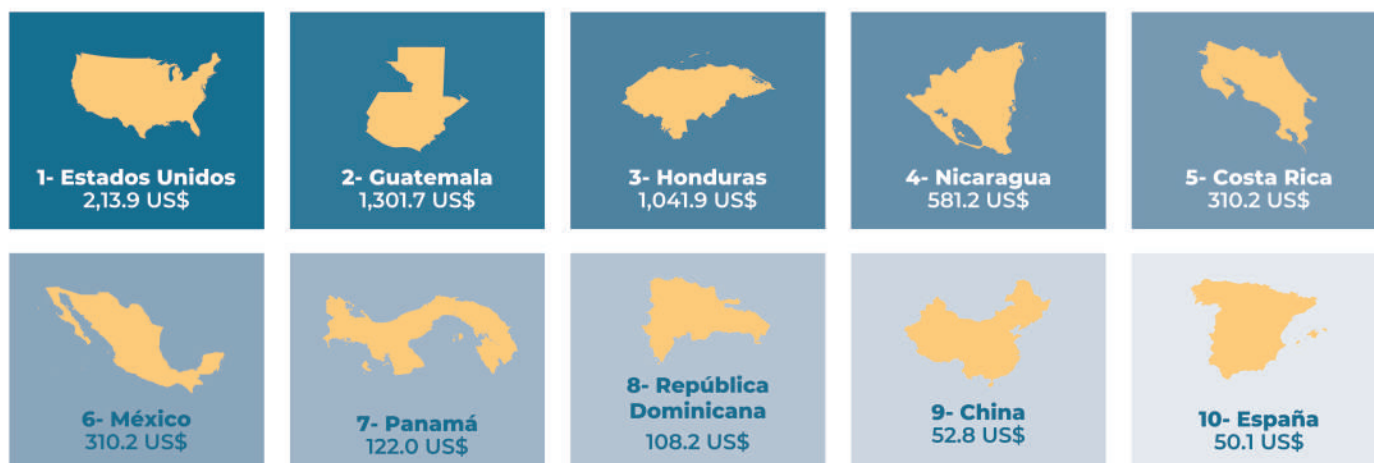 1- Estados Unidos
2,13.9 US$
2- Guatemala
1,301.7 US$
3- Honduras
1,041.9 US$
4- Nicaragua
581.2 US$
5- Costa Rica
310.2 US$
6- México
310.2 US$
7- Panamá
122.0 US$
8- República
Dominicana
108.2 US$
9- China
52.8 US$
10- España
50.1 US$